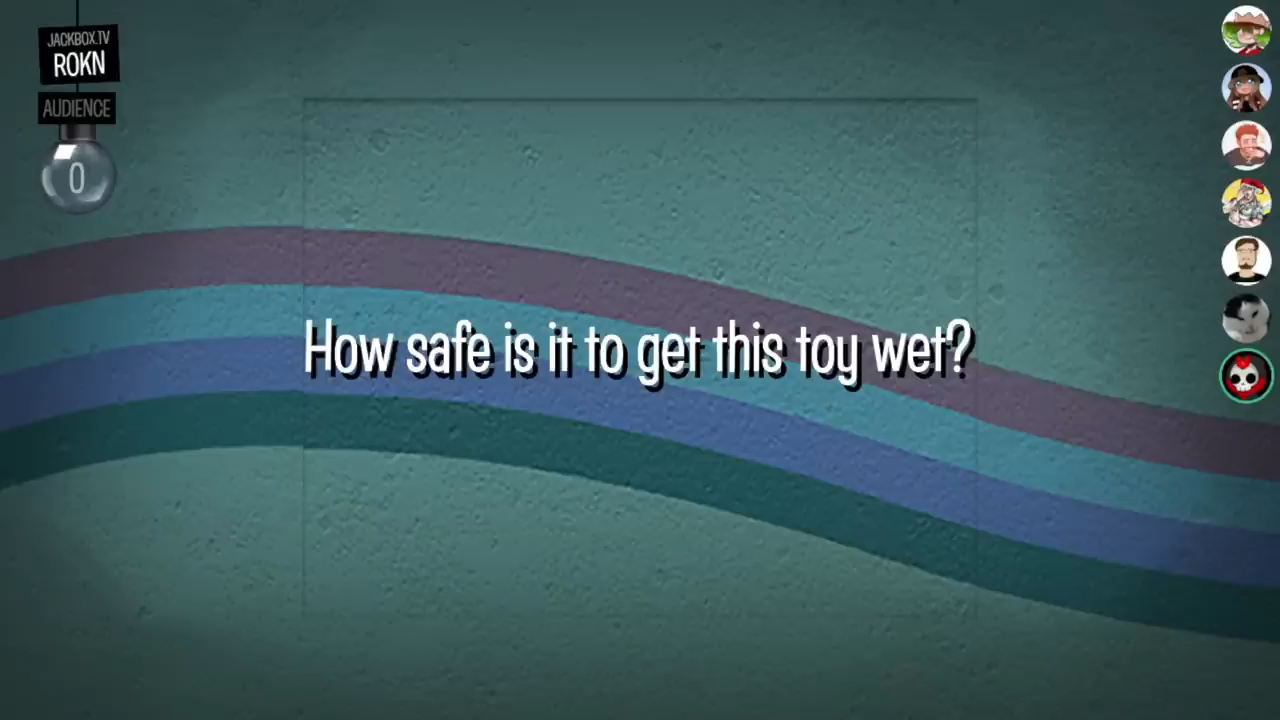 JACKBOX.TV
ROKN
AUDIENCE
0
How safe is it to get this toy wet?